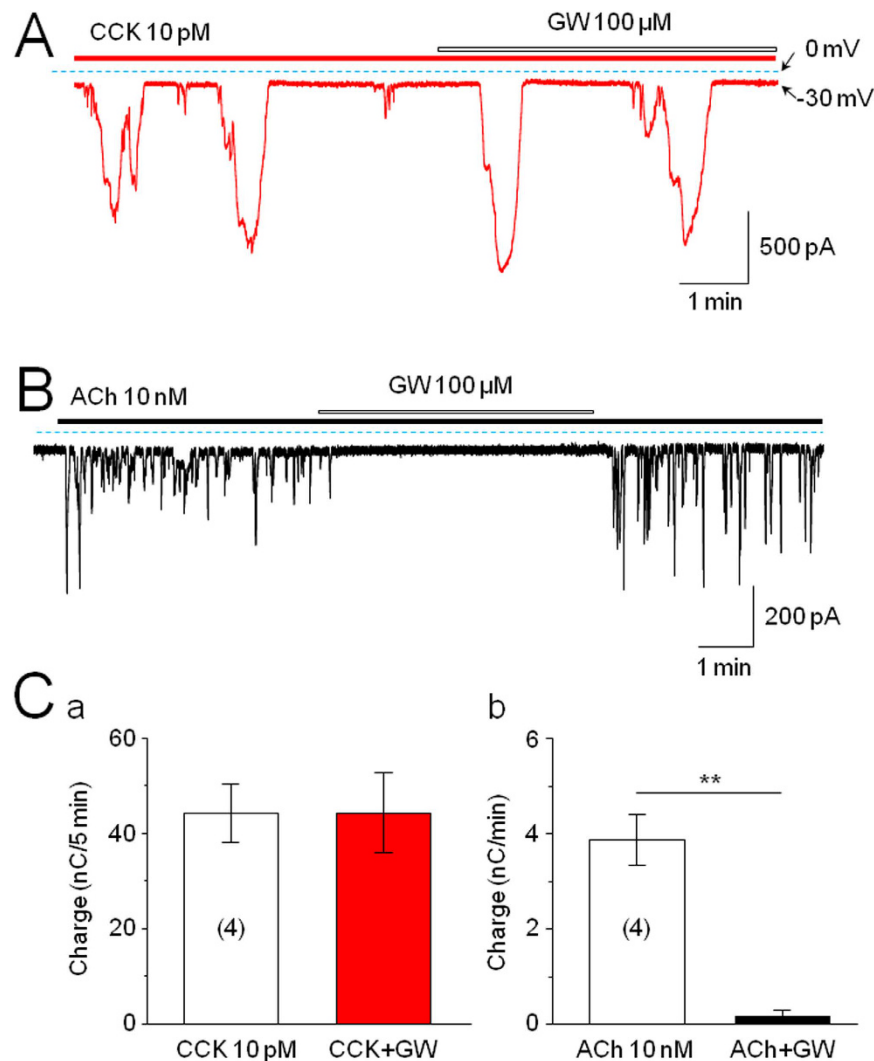 A
CCK 10 pM
GW 100 µM
0 mV
-30 mV
500 pA
1 min
B
ACh 10 nM
GW 100 µM
200 pA
1 min
C
a
b
60
40
20
0
Charge (nC/5 min)
(4)
CCK 10 pM
CCK+GW
6
4
2
0
Charge (nC/min)
**
(4)
ACh 10 nM
ACh+GW